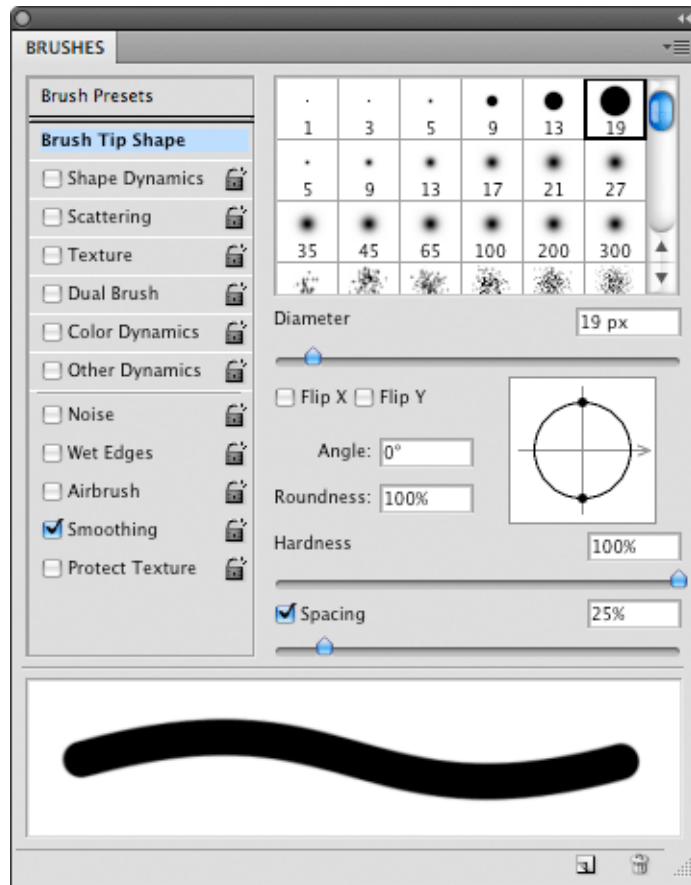 BRUSHES
Brush Presets
Brush Tip Shape
Shape Dynamics
Scattering
Texture
Dual Brush
Color Dynamics
Other Dynamics
Noise
Wet Edges
Airbrush
Smoothing
Protect Texture
1 3 5 9 13 19
5 9 13 17 21 27
35 45 65 100 200 300
Diameter 19 px
Flip X Flip Y
Angle: 0°
Roundness: 100%
Hardness 100%
Spacing 25%